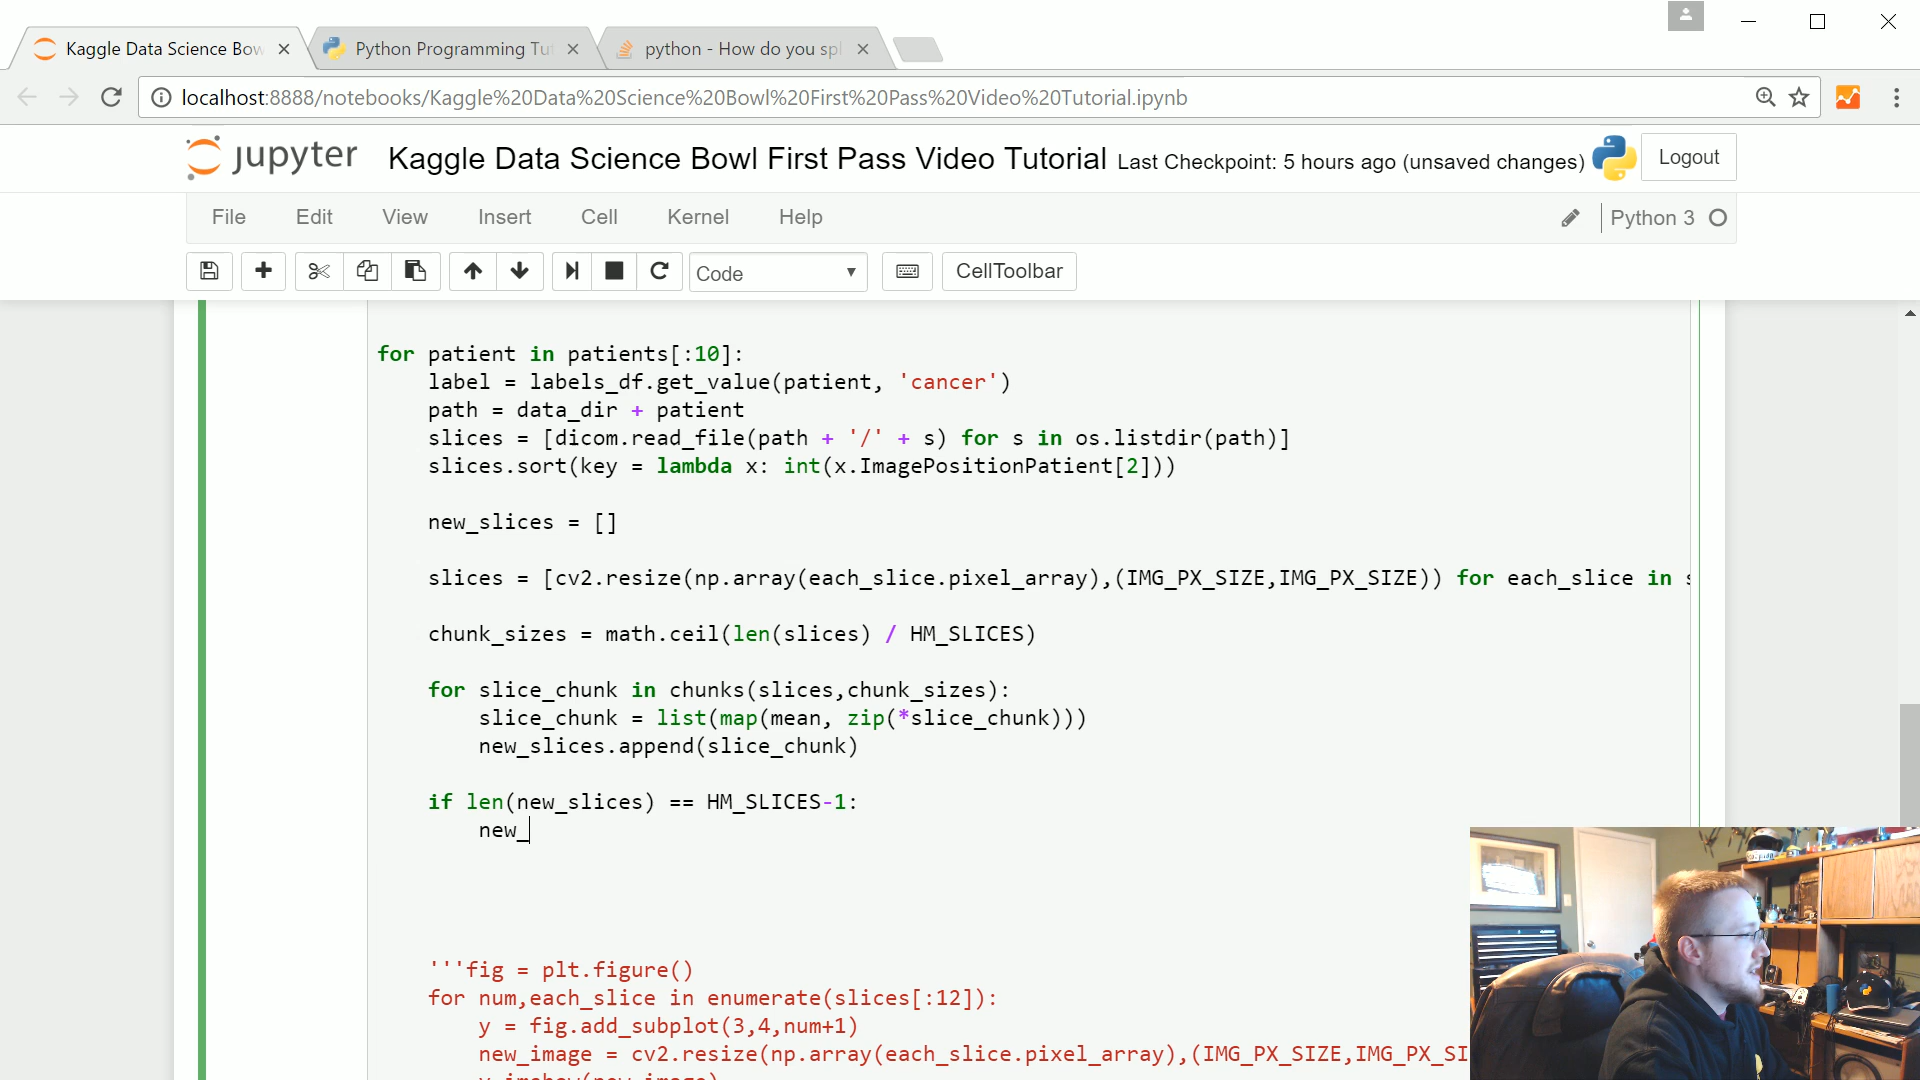 Kaggle Data Science Bow
Python Programming Tut
python - How do you spl
localhost:8888/notebooks/Kaggle%20Data%20Science%20Bowl%20First%20Pass%20Video%20Tutorial.ipynb
jupyter Kaggle Data Science Bowl First Pass Video Tutorial Last Checkpoint: 5 hours ago (unsaved changes) Logout
File Edit View Insert Cell Kernel Help Python 3
Code CellToolbar
for patient in patients[:10]:
label = labels_df.get_value(patient, 'cancer')
path = data_dir + patient
slices = [dicom.read_file(path + '/' + s) for s in os.listdir(path)]
slices.sort(key = lambda x: int(x.ImagePositionPatient[2]))
new_slices = []
slices = [cv2.resize(np.array(each_slice.pixel_array),(IMG_PX_SIZE,IMG_PX_SIZE)) for each_slice in s
chunk_sizes = math.ceil(len(slices) / HM_SLICES)
for slice_chunk in chunks(slices,chunk_sizes):
slice_chunk = list(map(mean, zip(*slice_chunk)))
new_slices.append(slice_chunk)
if len(new_slices) == HM_SLICES-1:
new_
'''fig = plt.figure()
for num,each_slice in enumerate(slices[:12]):
y = fig.add_subplot(3,4,num+1)
new_image = cv2.resize(np.array(each_slice.pixel_array),(IMG_PX_SIZE,IMG_PX_SI
y.imshow(new_image)